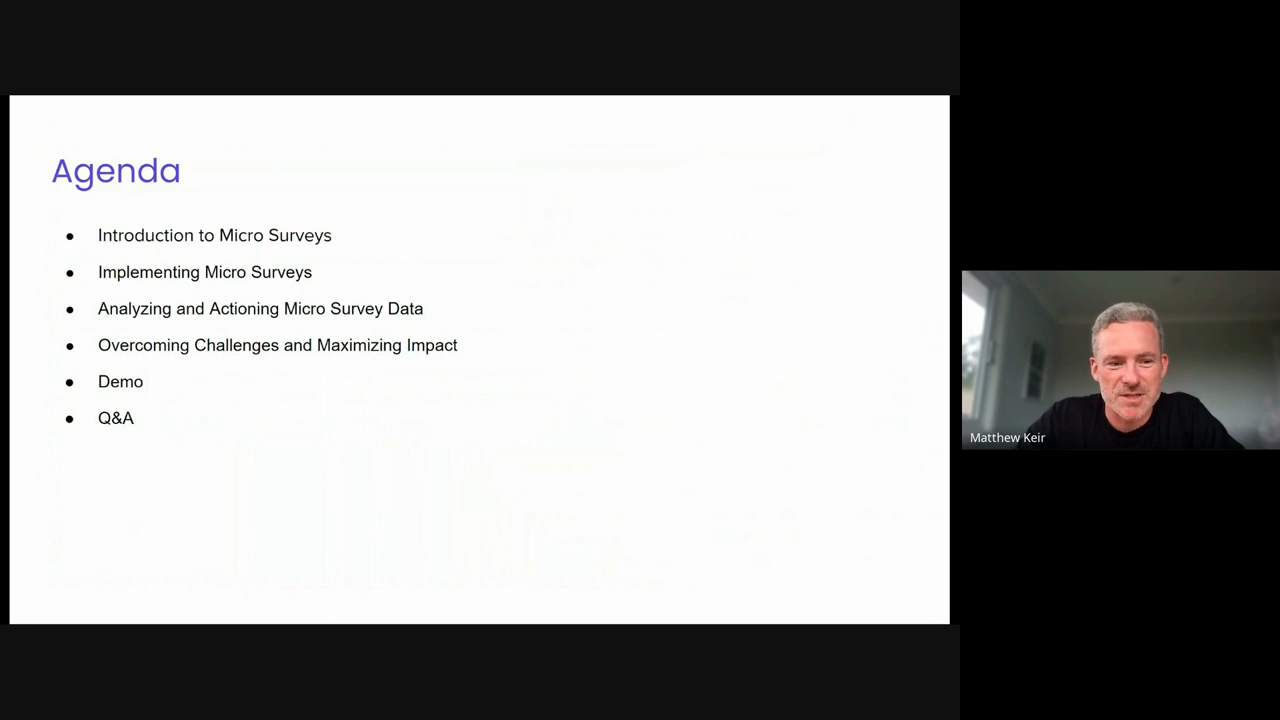 Agenda
● Introduction to Micro Surveys
● Implementing Micro Surveys
● Analyzing and Actioning Micro Survey Data
● Overcoming Challenges and Maximizing Impact
● Demo
● Q&A
Matthew Keir